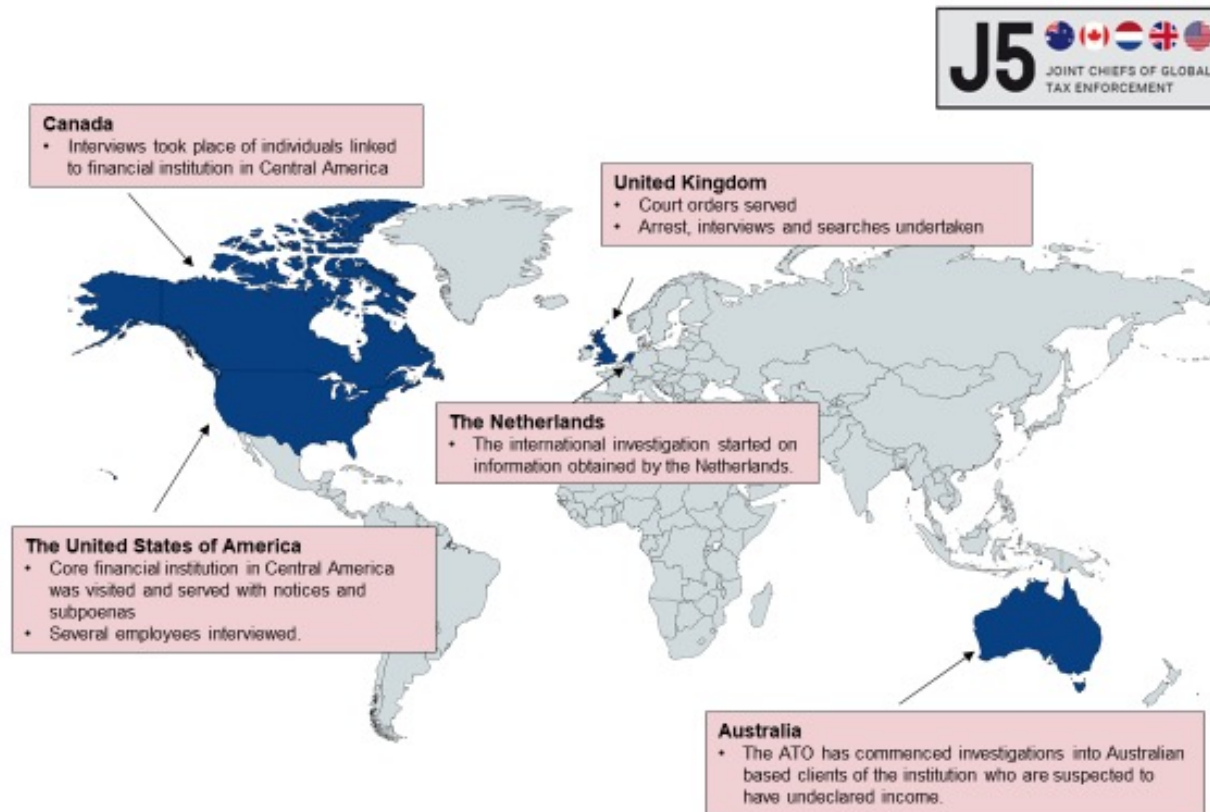 J5
JOINT CHIEFS OF GLOBAL
TAX ENFORCEMENT
Canada
• Interviews took place of individuals linked
to financial institution in Central America
United Kingdom
• Court orders served
• Arrest, interviews and searches undertaken
The Netherlands
• The international investigation started on
information obtained by the Netherlands.
The United States of America
• Core financial institution in Central America
was visited and served with notices and
subpoenas
• Several employees interviewed.
Australia
• The ATO has commenced investigations into Australian
based clients of the institution who are suspected to
have undeclared income.